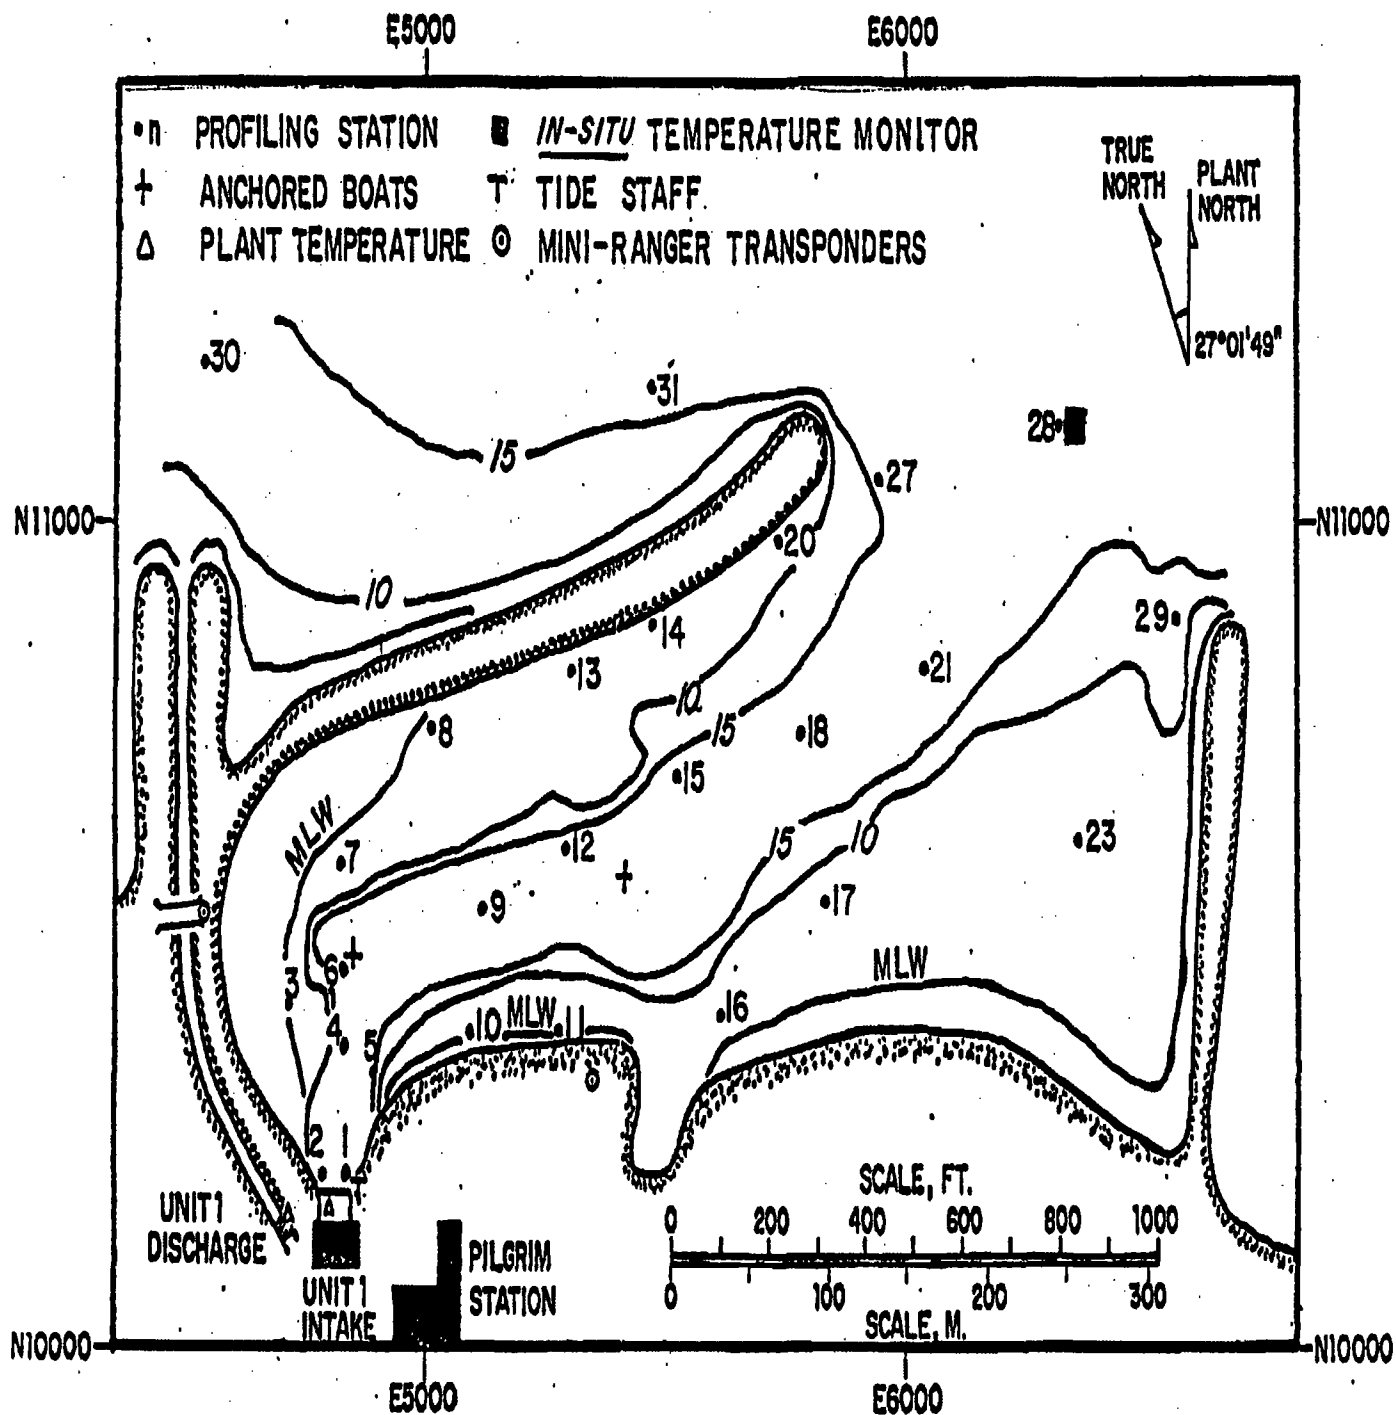 E5000 E6000
•n PROFILING STATION ■ IN-SITU TEMPERATURE MONITOR
+ ANCHORED BOATS T TIDE STAFF
△ PLANT TEMPERATURE ⊙ MINI-RANGER TRANSPONDERS
TRUE NORTH
PLANT NORTH
27°01'49"
30
31
28
15
27
N11000 N11000
20
10
29
14
13
21
10
8
15
18
15
MLW
7
12
15
10
23
9
17
6
3
MLW
4
5
10
MLW
11
16
2 1
SCALE, FT.
0 200 400 600 800 1000
0 100 200 300
SCALE, M.
UNIT 1
DISCHARGE
PILGRIM
STATION
UNIT 1
INTAKE
N10000 N10000
E5000 E6000